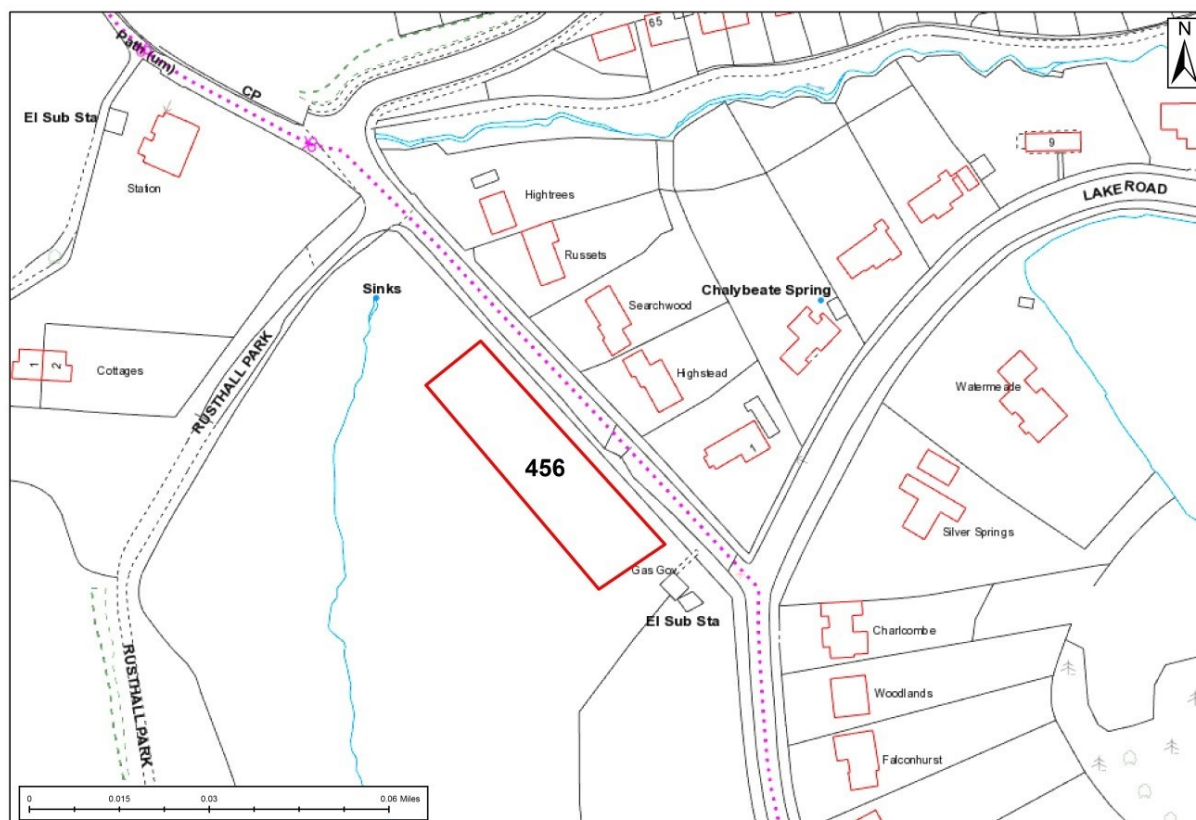 65
N
Path (um)
CP
El Sub Sta
Station
Hightrees
9
LAKE ROAD
Russets
Sinks
Chalybeate Spring
Searchwood
RUSTHALL PARK
1
2
Cottages
Highstead
Watermeade
1
456
Silver Springs
Gas Gov
El Sub Sta
Charlcombe
RUSTHALL PARK
Woodlands
Falconhurst
0 0.015 0.03 0.06 Miles